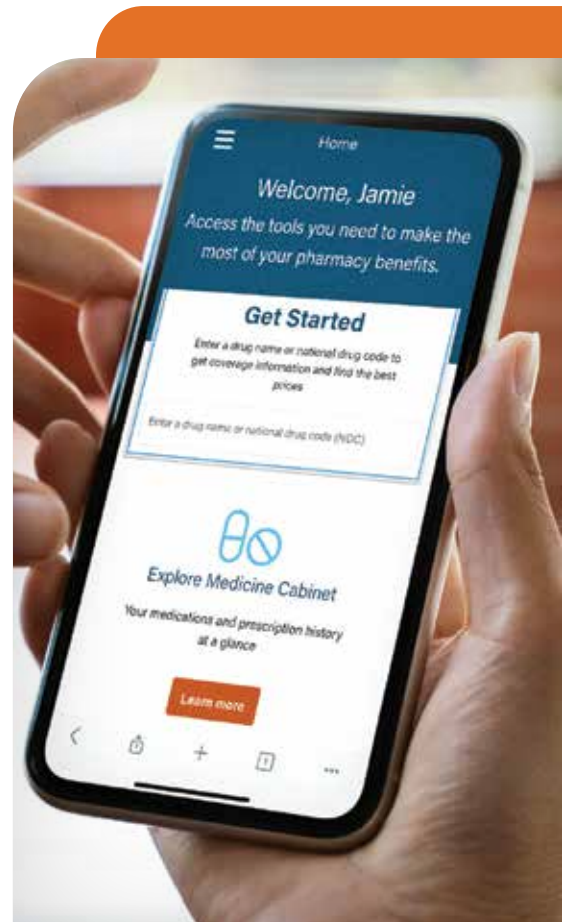 Home
Welcome, Jamie
Access the tools you need to make the
most of your pharmacy benefits.
Get Started
Enter a drug name or national drug code to
get coverage information and find the best
prices
Enter a drug name or national drug code (NDC)
Explore Medicine Cabinet
Your medications and prescription history
at a glance
Learn more
1